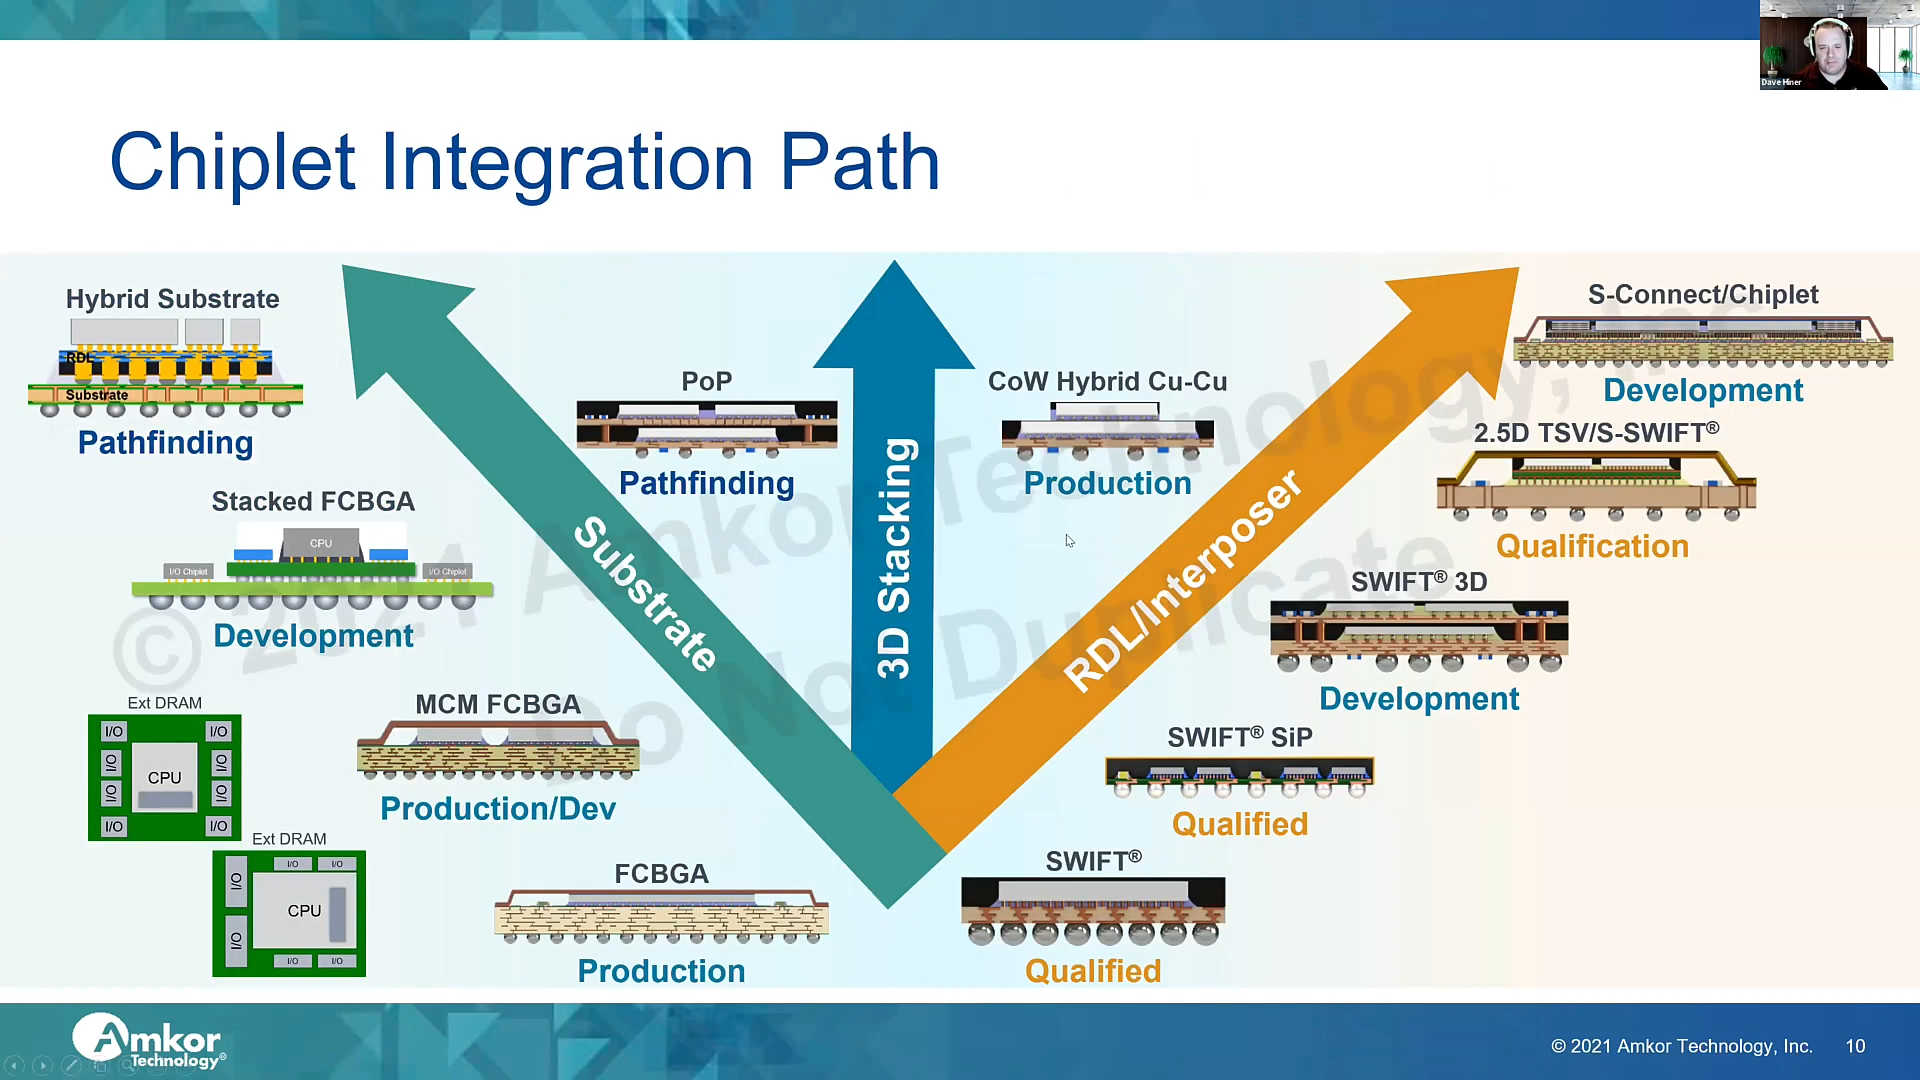 Dave Hiner
Chiplet Integration Path
Hybrid Substrate
RDL
Substrate
Pathfinding
Stacked FCBGA
CPU
I/O Chiplet
I/O Chiplet
Development
Ext DRAM
I/O
I/O
I/O
I/O
CPU
I/O
I/O
I/O
I/O
MCM FCBGA
Production/Dev
Ext DRAM
I/O
I/O
I/O
CPU
I/O
I/O
I/O
FCBGA
Production
Substrate
PoP
Pathfinding
3D Stacking
CoW Hybrid Cu-Cu
Production
RDL/Interposer
S-Connect/Chiplet
Development
2.5D TSV/S-SWIFT®
Qualification
SWIFT® 3D
Development
SWIFT® SiP
Qualified
SWIFT®
Qualified
© 2021 Amkor Technology, Inc.
Do Not Duplicate
Amkor
Technology®
© 2021 Amkor Technology, Inc. 10